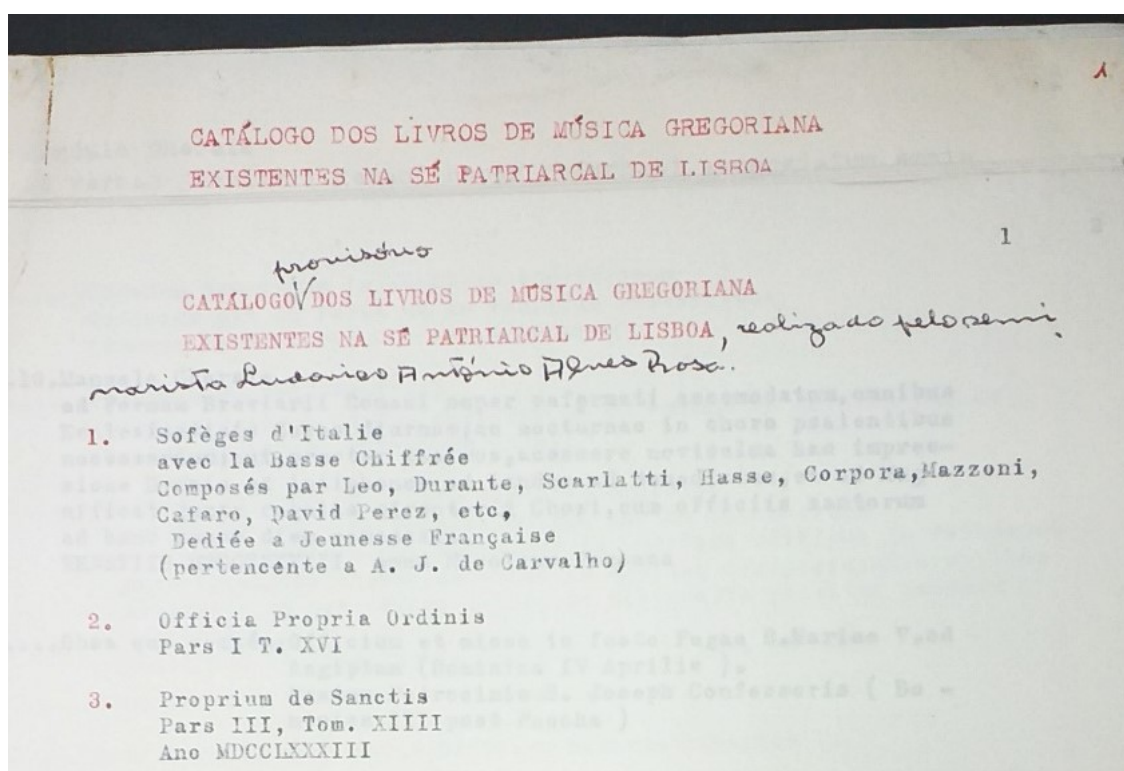 1
CATÁLOGO DOS LIVROS DE MÚSICA GREGORIANA
EXISTENTES NA SÉ PATRIARCAL DE LISBOA
1
provisório
CATÁLOGO V DOS LIVROS DE MÚSICA GREGORIANA
EXISTENTES NA SÉ PATRIARCAL DE LISBOA, realizado pelo semi-
narista Ludovico António Alves Rosa.
1. Sofèges d'Italie
avec la Basse Chiffrée
Composés par Leo, Durante, Scarlatti, Hasse, Corpora, Mazzoni,
Cafaro, David Perez, etc,
Dediée a Jeunesse Française
(pertencente a A. J. de Carvalho)
2. Officia Propria Ordinis
Pars I T. XVI
3. Proprium de Sanctis
Pars III, Tom. XIIII
Ano MDCCLXXXIII